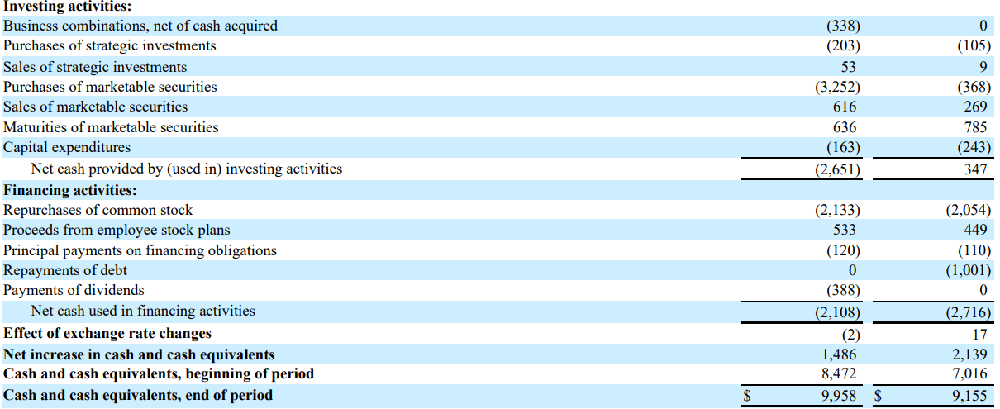 Investing activities:
Business combinations, net of cash acquired (338) 0
Purchases of strategic investments (203) (105)
Sales of strategic investments 53 9
Purchases of marketable securities (3,252) (368)
Sales of marketable securities 616 269
Maturities of marketable securities 636 785
Capital expenditures (163) (243)
Net cash provided by (used in) investing activities (2,651) 347
Financing activities:
Repurchases of common stock (2,133) (2,054)
Proceeds from employee stock plans 533 449
Principal payments on financing obligations (120) (110)
Repayments of debt 0 (1,001)
Payments of dividends (388) 0
Net cash used in financing activities (2,108) (2,716)
Effect of exchange rate changes (2) 17
Net increase in cash and cash equivalents 1,486 2,139
Cash and cash equivalents, beginning of period 8,472 7,016
Cash and cash equivalents, end of period $ 9,958 $ 9,155